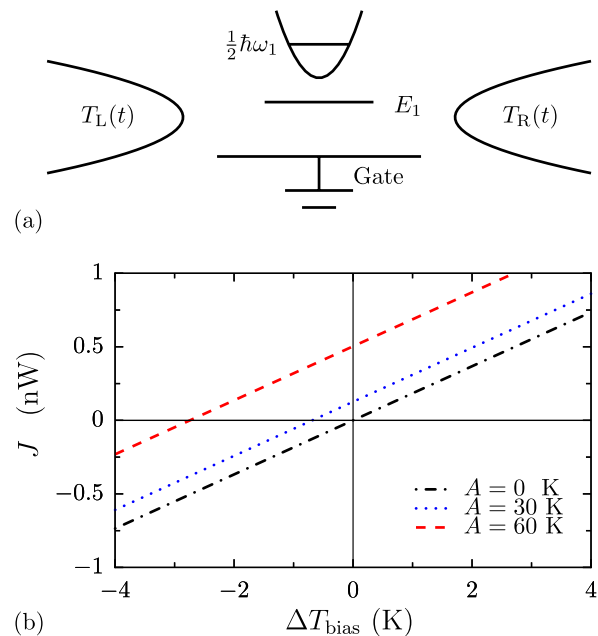 ½ℏω₁
T_L(t)
E₁
T_R(t)
Gate
(a)
1
0.5
0
−0.5
−1
J (nW)
A = 0 K
A = 30 K
A = 60 K
−4 −2 0 2 4
ΔT_bias (K)
(b)